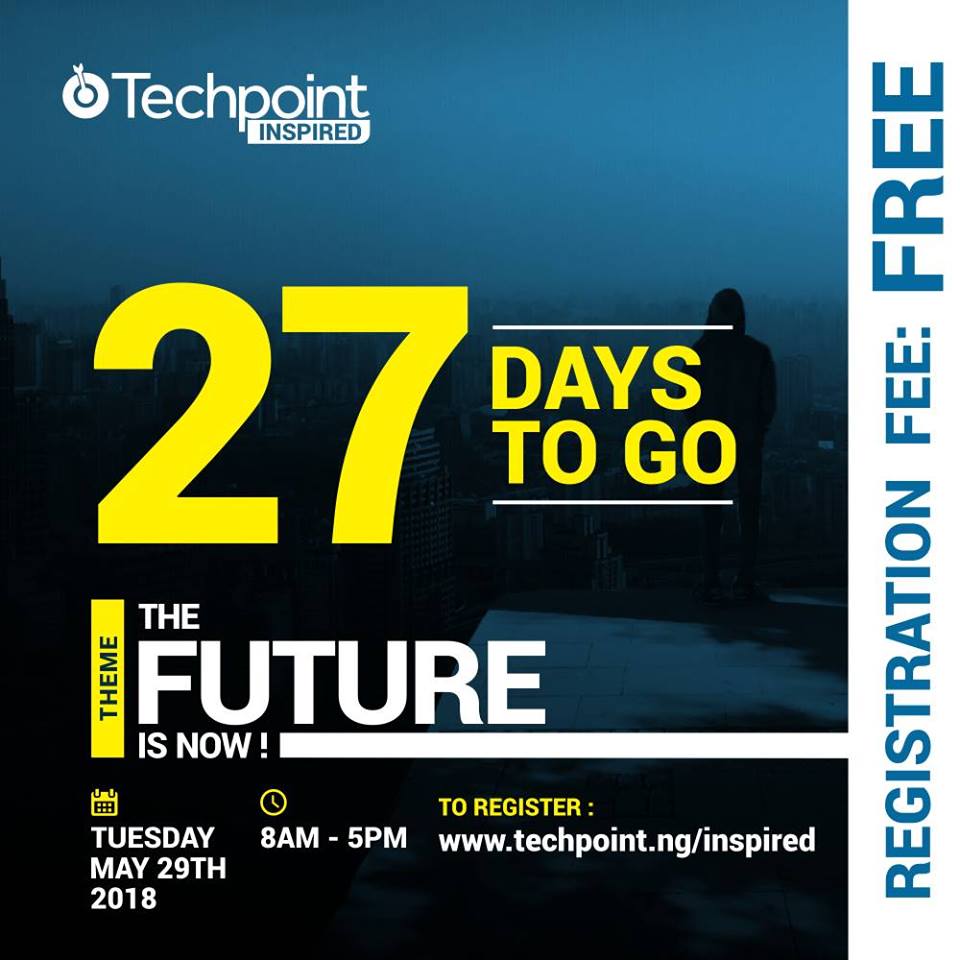 Techpoint
INSPIRED
27
DAYS
TO GO
THEME
THE
FUTURE
IS NOW !
TUESDAY
MAY 29TH
2018
8AM - 5PM
TO REGISTER :
www.techpoint.ng/inspired
REGISTRATION FEE: FREE